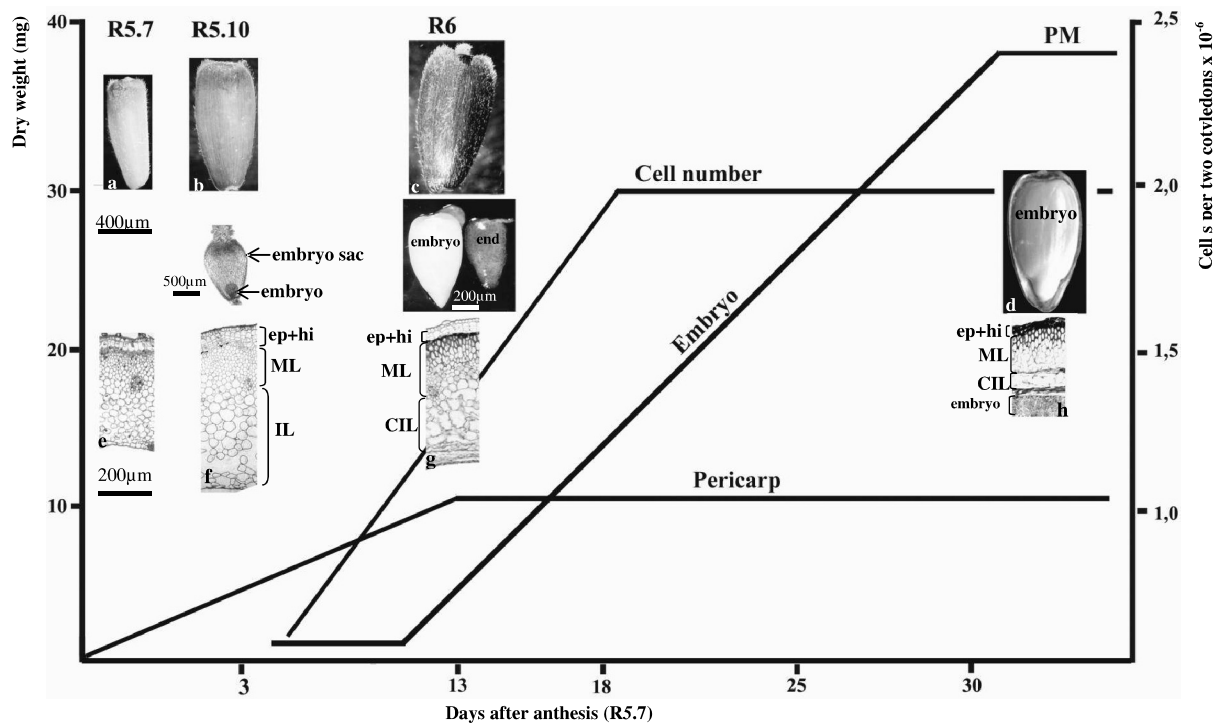 Dry weight (mg)
40
30
20
10
R5.7
R5.10
R6
PM
2,5
2,0
1,5
1,0
Cell s per two cotyledons x 10-6
a
b
c
400µm
500µm
embryo sac
embryo
embryo
end
200µm
Cell number
Embryo
Pericarp
embryo
d
e
200µm
ep+hi
ML
IL
f
ep+hi
ML
CIL
g
ep+hi
ML
CIL
embryo
h
3
13
18
25
30
Days after anthesis (R5.7)